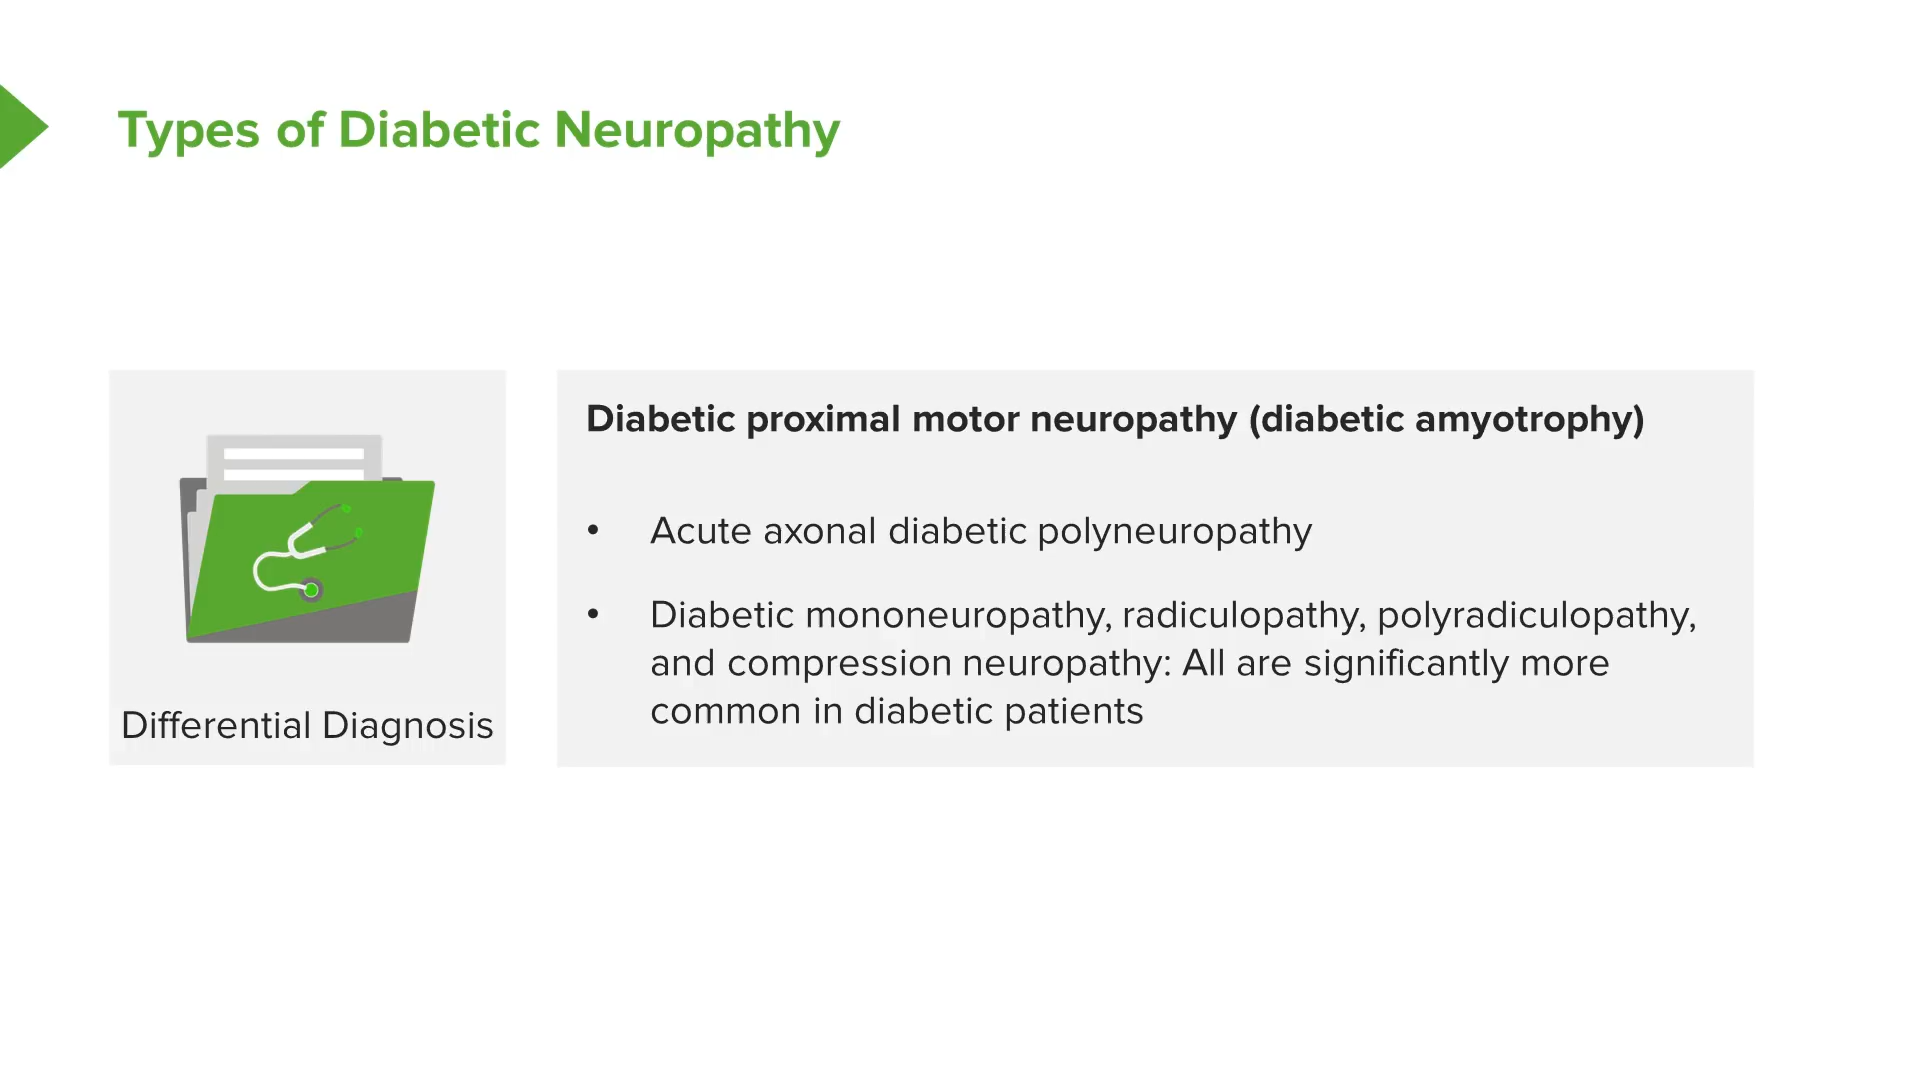 Types of Diabetic Neuropathy
Differential Diagnosis
Diabetic proximal motor neuropathy (diabetic amyotrophy)
• Acute axonal diabetic polyneuropathy
• Diabetic mononeuropathy, radiculopathy, polyradiculopathy,
and compression neuropathy: All are significantly more
common in diabetic patients